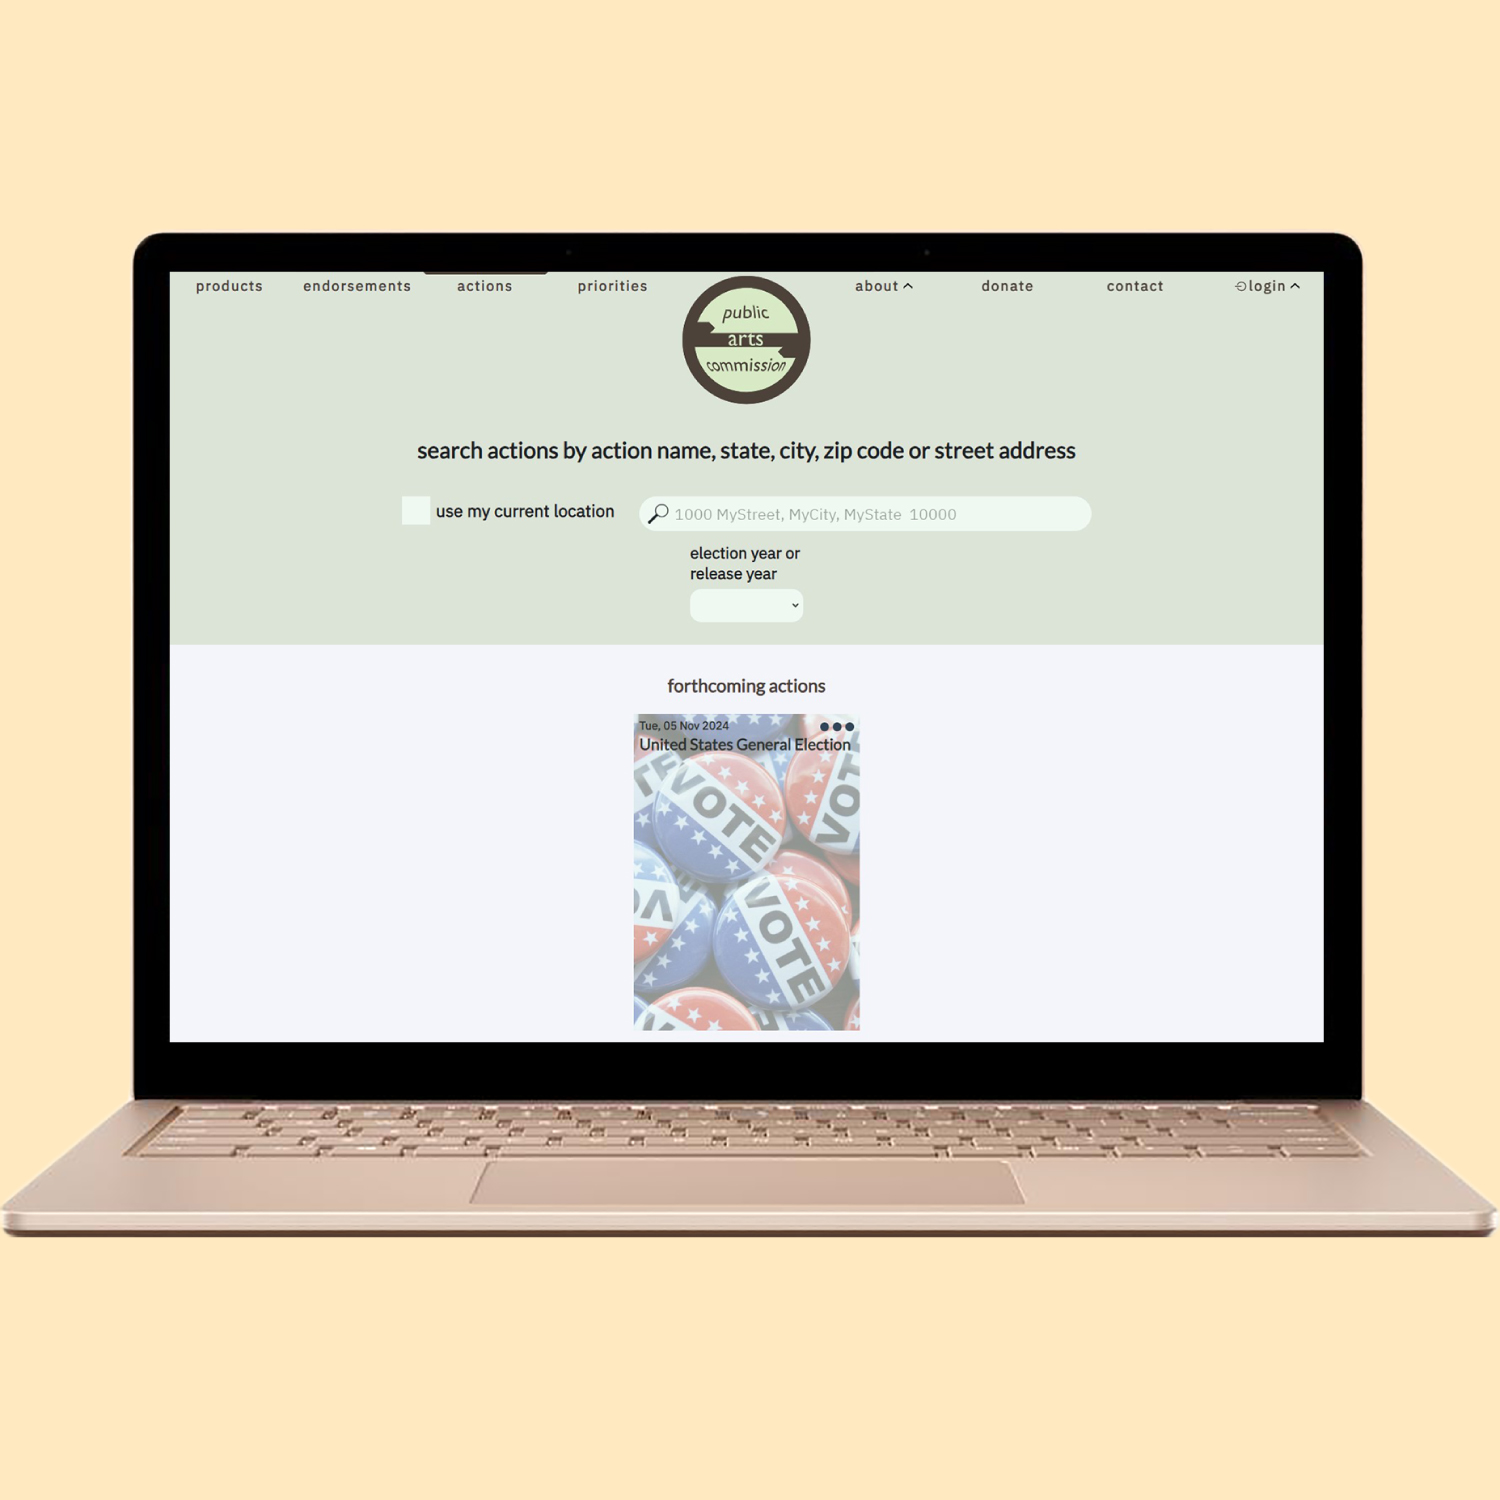 products endorsements actions priorities about donate contact login
public
arts
commission
search actions by action name, state, city, zip code or street address
use my current location
1000 MyStreet, MyCity, MyState 10000
election year or
release year
forthcoming actions
Tue, 05 Nov 2024
United States General Election
VOTE
VOTE
VOTE